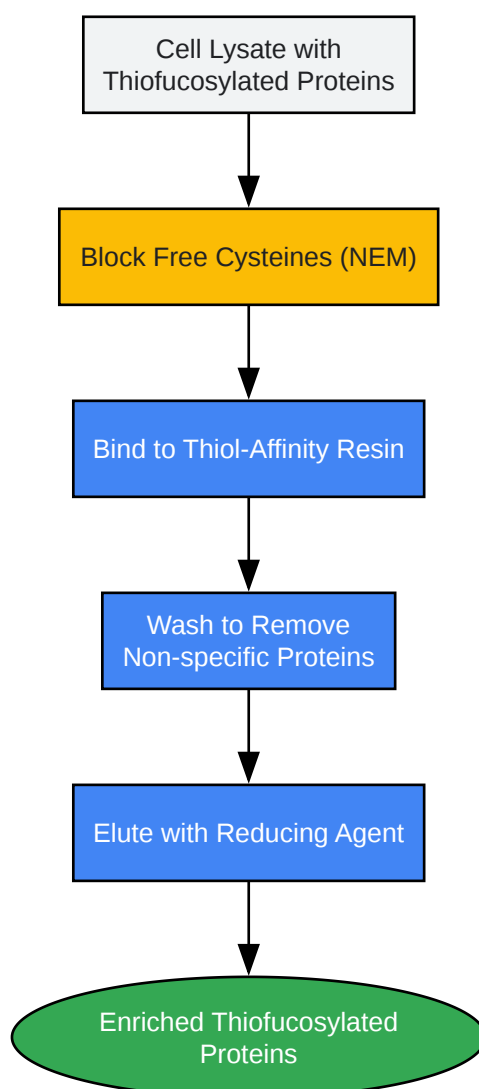 Cell Lysate with
Thiofucosylated Proteins
Block Free Cysteines (NEM)
Bind to Thiol-Affinity Resin
Wash to Remove
Non-specific Proteins
Elute with Reducing Agent
Enriched Thiofucosylated
Proteins